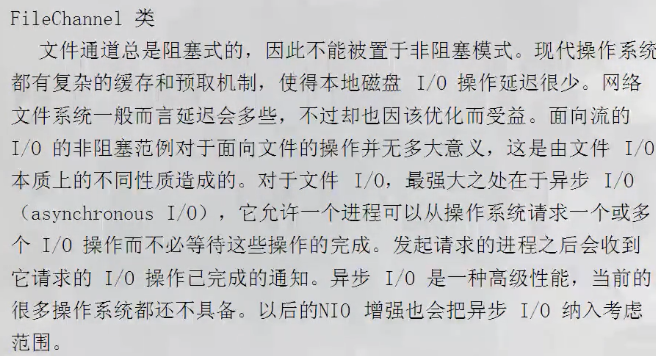 FileChannel 类
文件通道总是阻塞式的，因此不能被置于非阻塞模式。现代操作系统
都有复杂的缓存和预取机制，使得本地磁盘 I/O 操作延迟很少。网络
文件系统一般而言延迟会多些，不过却也因该优化而受益。面向流的
I/O 的非阻塞范例对于面向文件的操作并无多大意义，这是由文件 I/O
本质上的不同性质造成的。对于文件 I/O，最强大之处在于异步 I/O
（asynchronous I/O），它允许一个进程可以从操作系统请求一个或多
个 I/O 操作而不必等待这些操作的完成。发起请求的进程之后会收到
它请求的 I/O 操作已完成的通知。异步 I/O 是一种高级性能，当前的
很多操作系统都还不具备。以后的NIO 增强也会把异步 I/O 纳入考虑
范围。